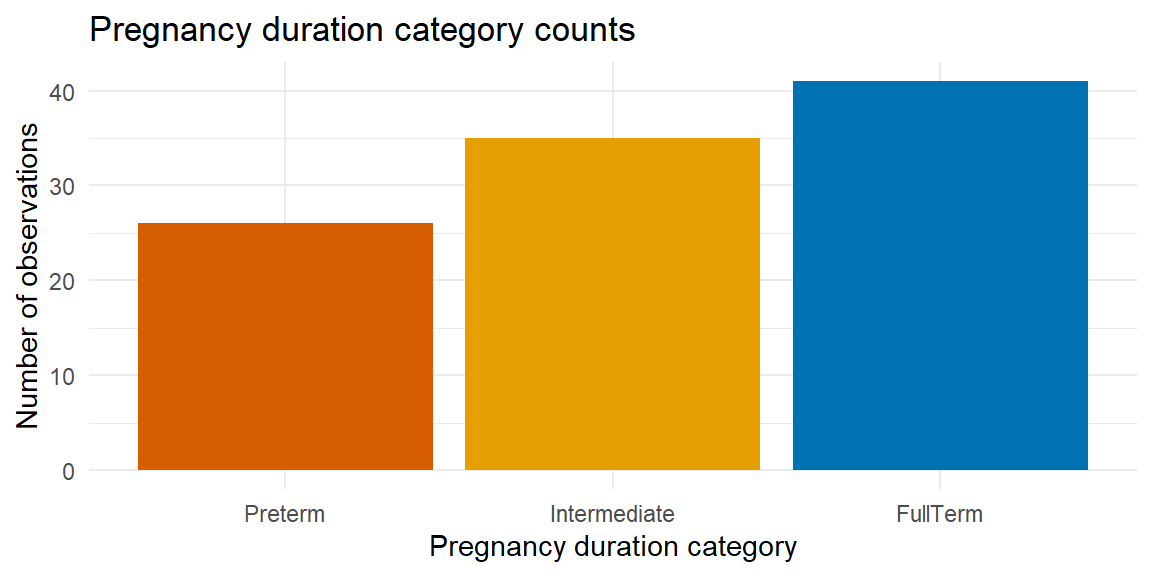 Pregnancy duration category counts
Number of observations
40
30
20
10
0
Preterm Intermediate FullTerm
Pregnancy duration category